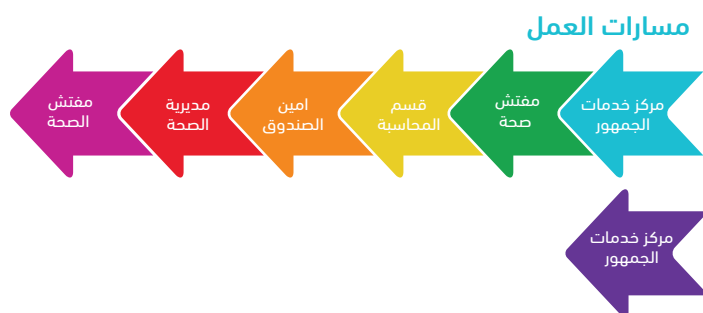 مسارات العمل
مركز خدمات
الجمهور
مفتش
صحة
قسم
المحاسبة
امين
الصندوق
مديرية
الصحة
مفتش
الصحة
مركز خدمات
الجمهور